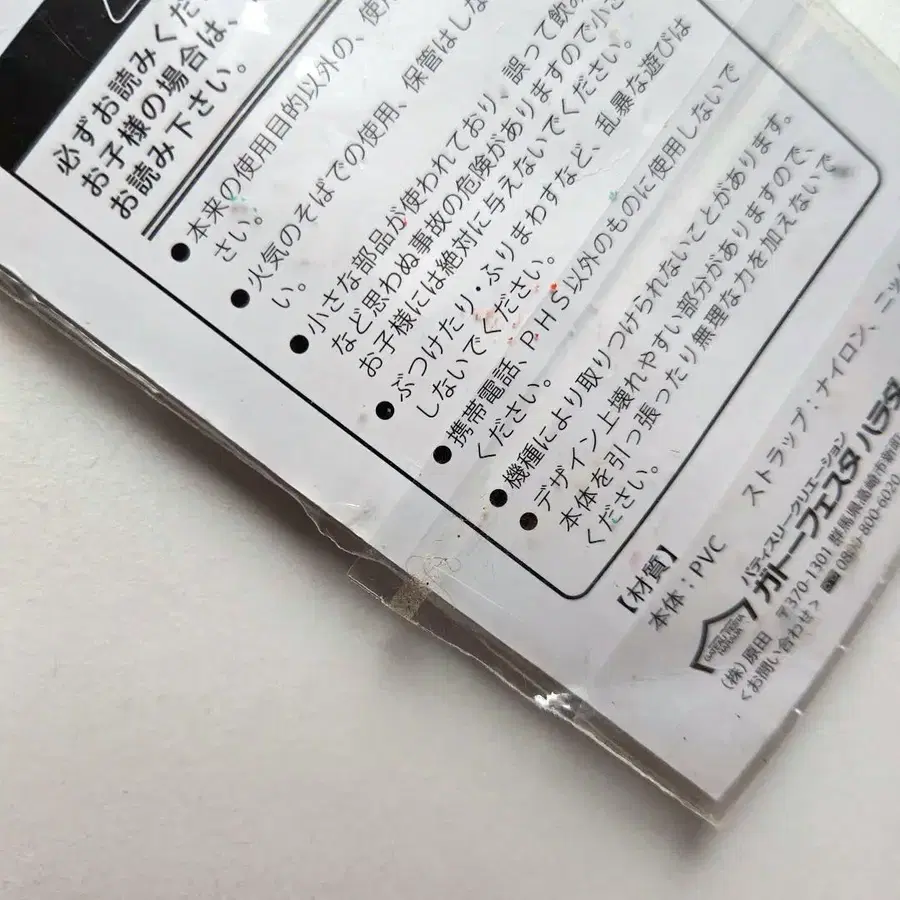 必ずお読みくだ
お子様の場合は、
お読み下さい。
●本来の使用目的以外の、使用
さい。
●火気のそばでの使用、保管はしな
い。
●小さな部品が使われており、誤って飲み
など思わぬ事故の危険がありますので小さ
お子様には絶対に与えないでください。
●ぶつけたり・ふりまわすなど、乱暴な遊びは
しないでください。
●携帯電話、PHS以外のものに使用しないで
ください。
●機種により取りつけられないことがあります。
●デザイン上壊れやすい部分がありますので、
本体を引っ張ったり無理な力を加えないで
ください。
【材質】
本体：PVC ストラップ：ナイロン、ニッ
パティスリークリエーション
ガトーフェスタ ハラダ
(株)原田 〒370-1301 群馬県高崎市新町
＜お問い合わせ＞ 0800-800-6020